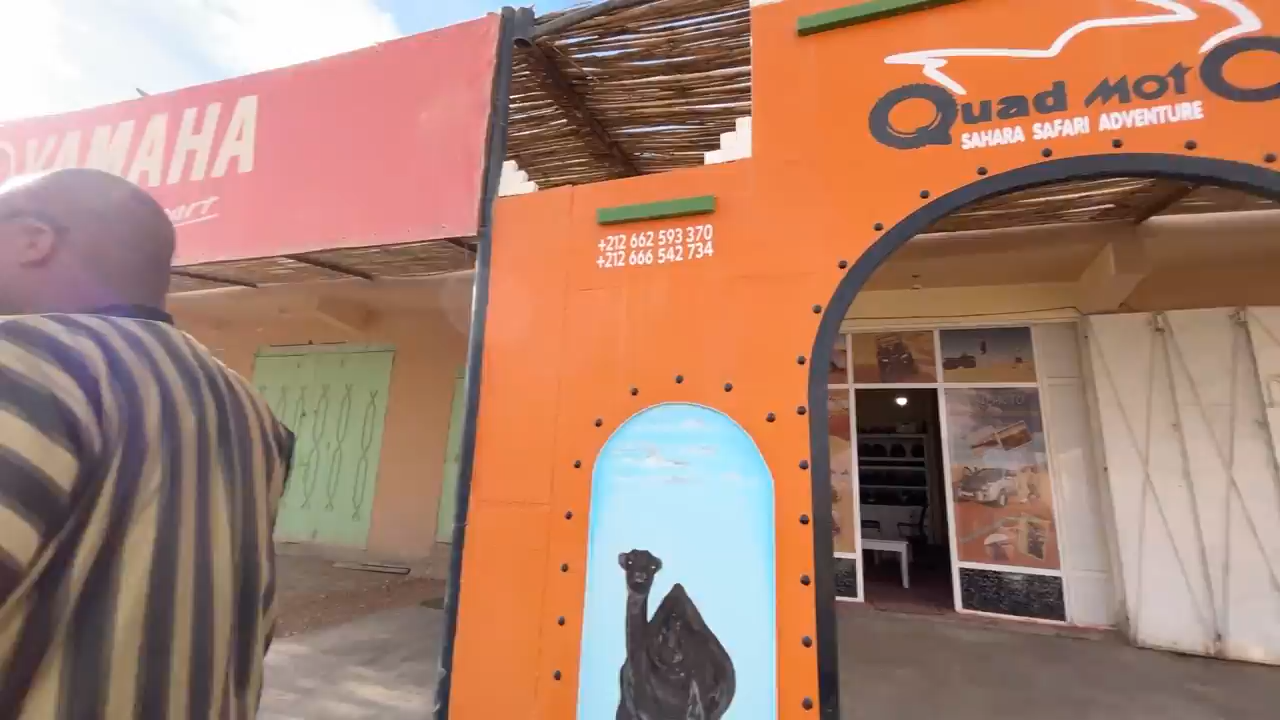 YAMAHA
+212 662 593 370
+212 666 542 734
Quad MotO
SAHARA SAFARI ADVENTURE